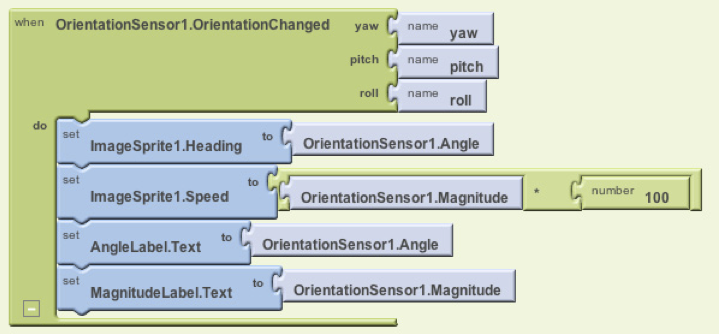 when OrientationSensor1.OrientationChanged yaw name yaw
pitch name pitch
roll name roll
do
set ImageSprite1.Heading to OrientationSensor1.Angle
set ImageSprite1.Speed to OrientationSensor1.Magnitude * number 100
set AngleLabel.Text to OrientationSensor1.Angle
set MagnitudeLabel.Text to OrientationSensor1.Magnitude